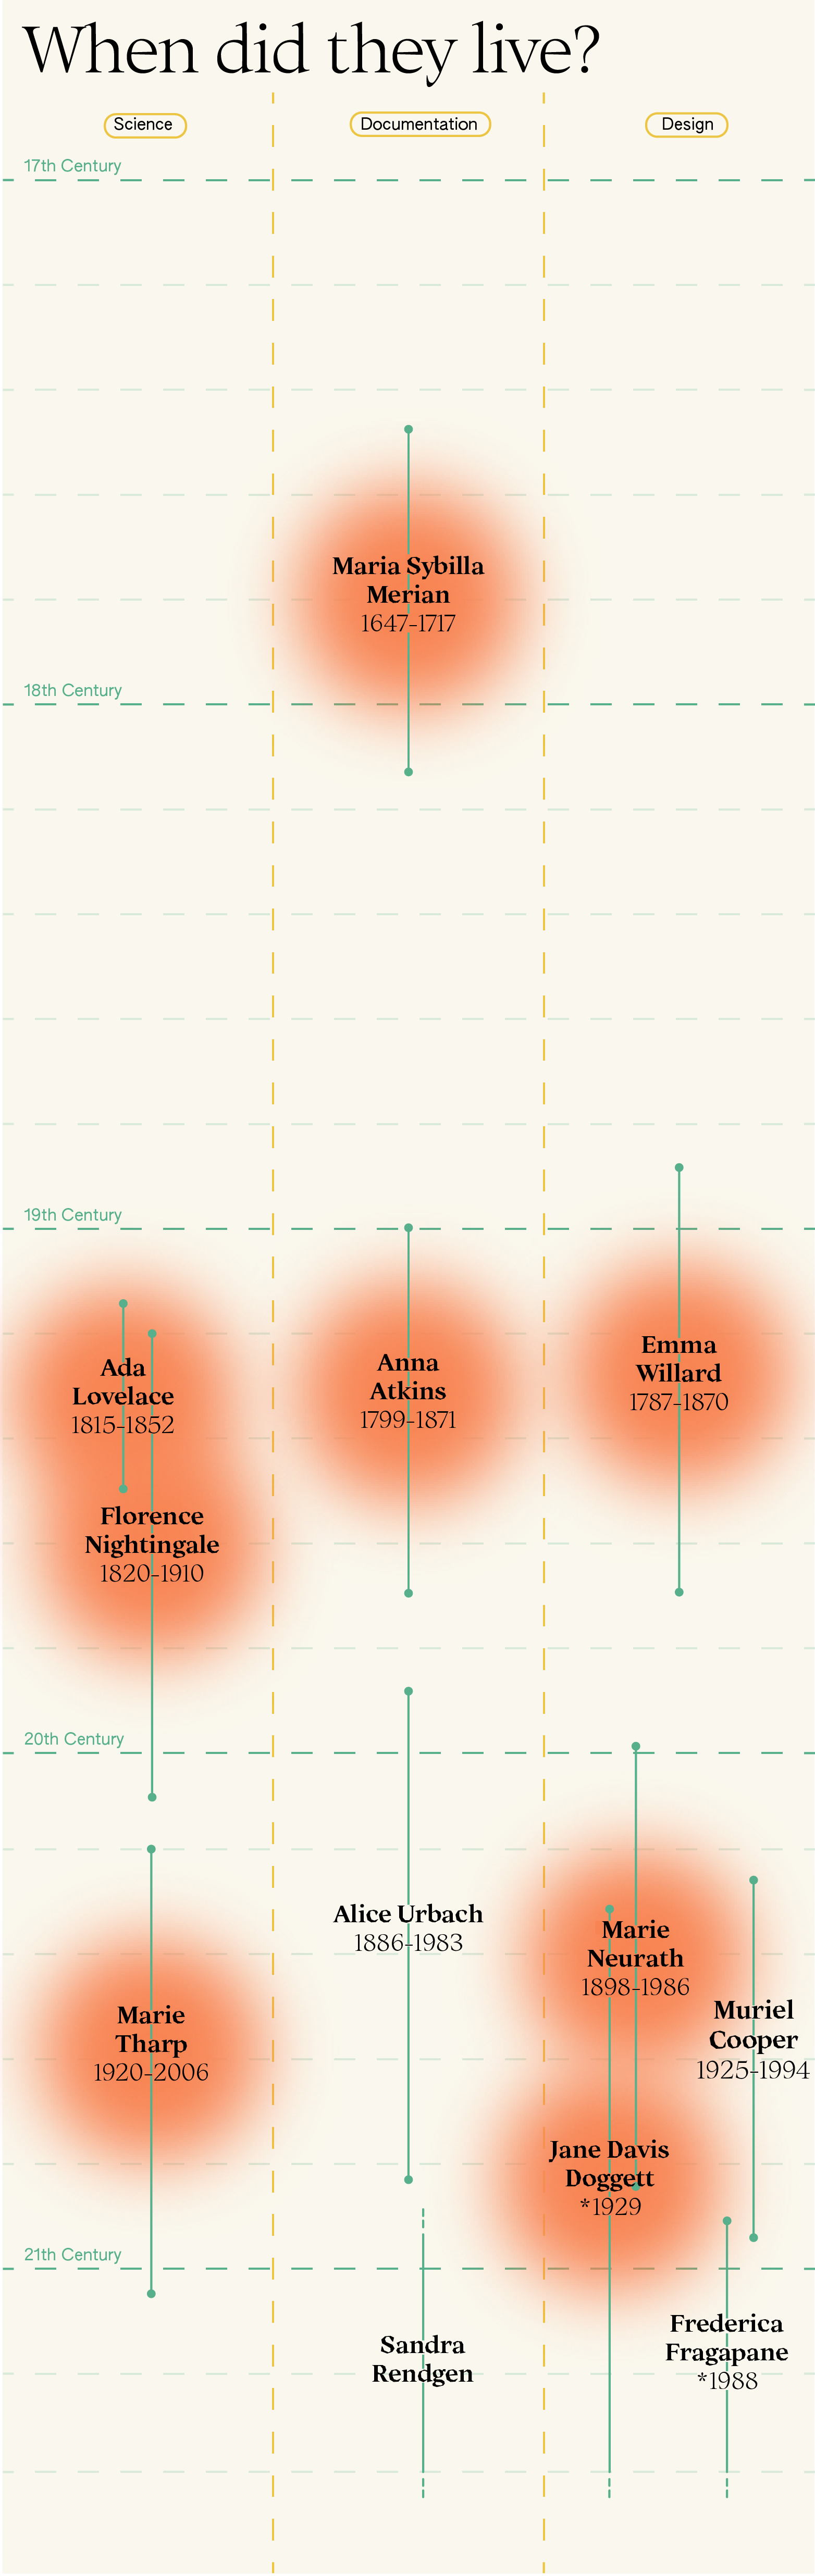 When did they live?
Science
Documentation
Design
17th Century
Maria Sybilla
Merian
1647-1717
18th Century
19th Century
Ada
Lovelace
1815-1852
Anna
Atkins
1799-1871
Emma
Willard
1787-1870
Florence
Nightingale
1820-1910
20th Century
Alice Urbach
1886-1983
Marie
Neurath
1898-1986
Marie
Tharp
1920-2006
Muriel
Cooper
1925-1994
Jane Davis
Doggett
*1929
21th Century
Sandra
Rendgen
Frederica
Fragapane
*1988